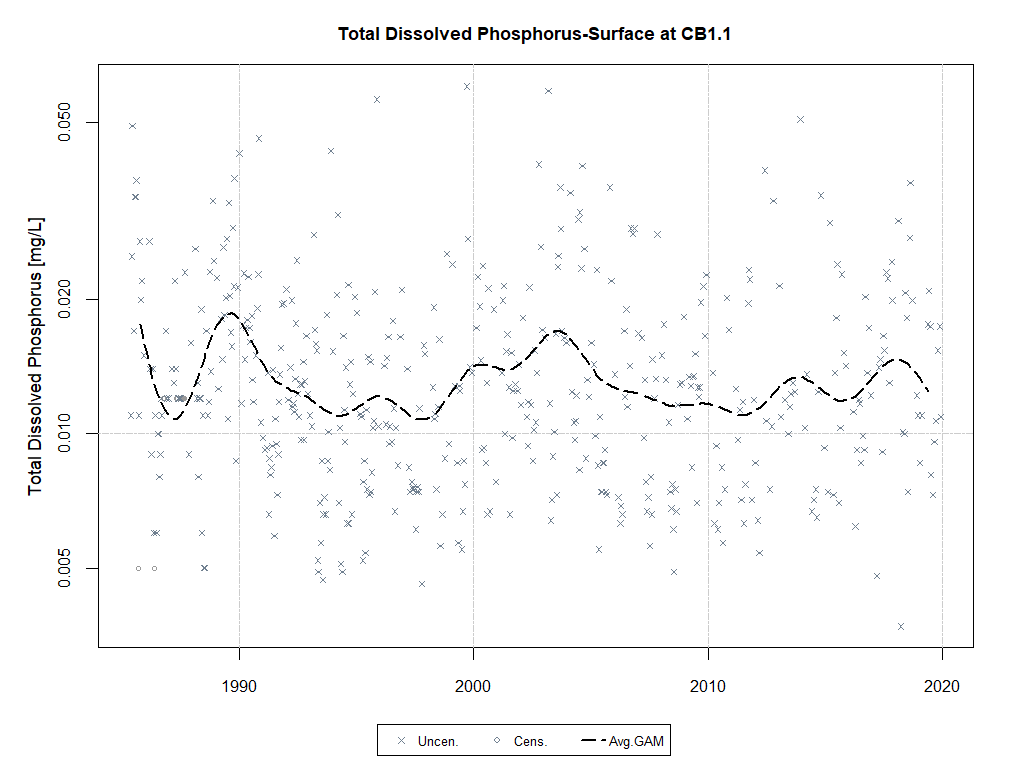 Total Dissolved Phosphorus-Surface at CB1.1
Total Dissolved Phosphorus [mg/L]
0.050
0.020
0.010
0.005
1990 2000 2010 2020
Uncen. Cens. Avg.GAM